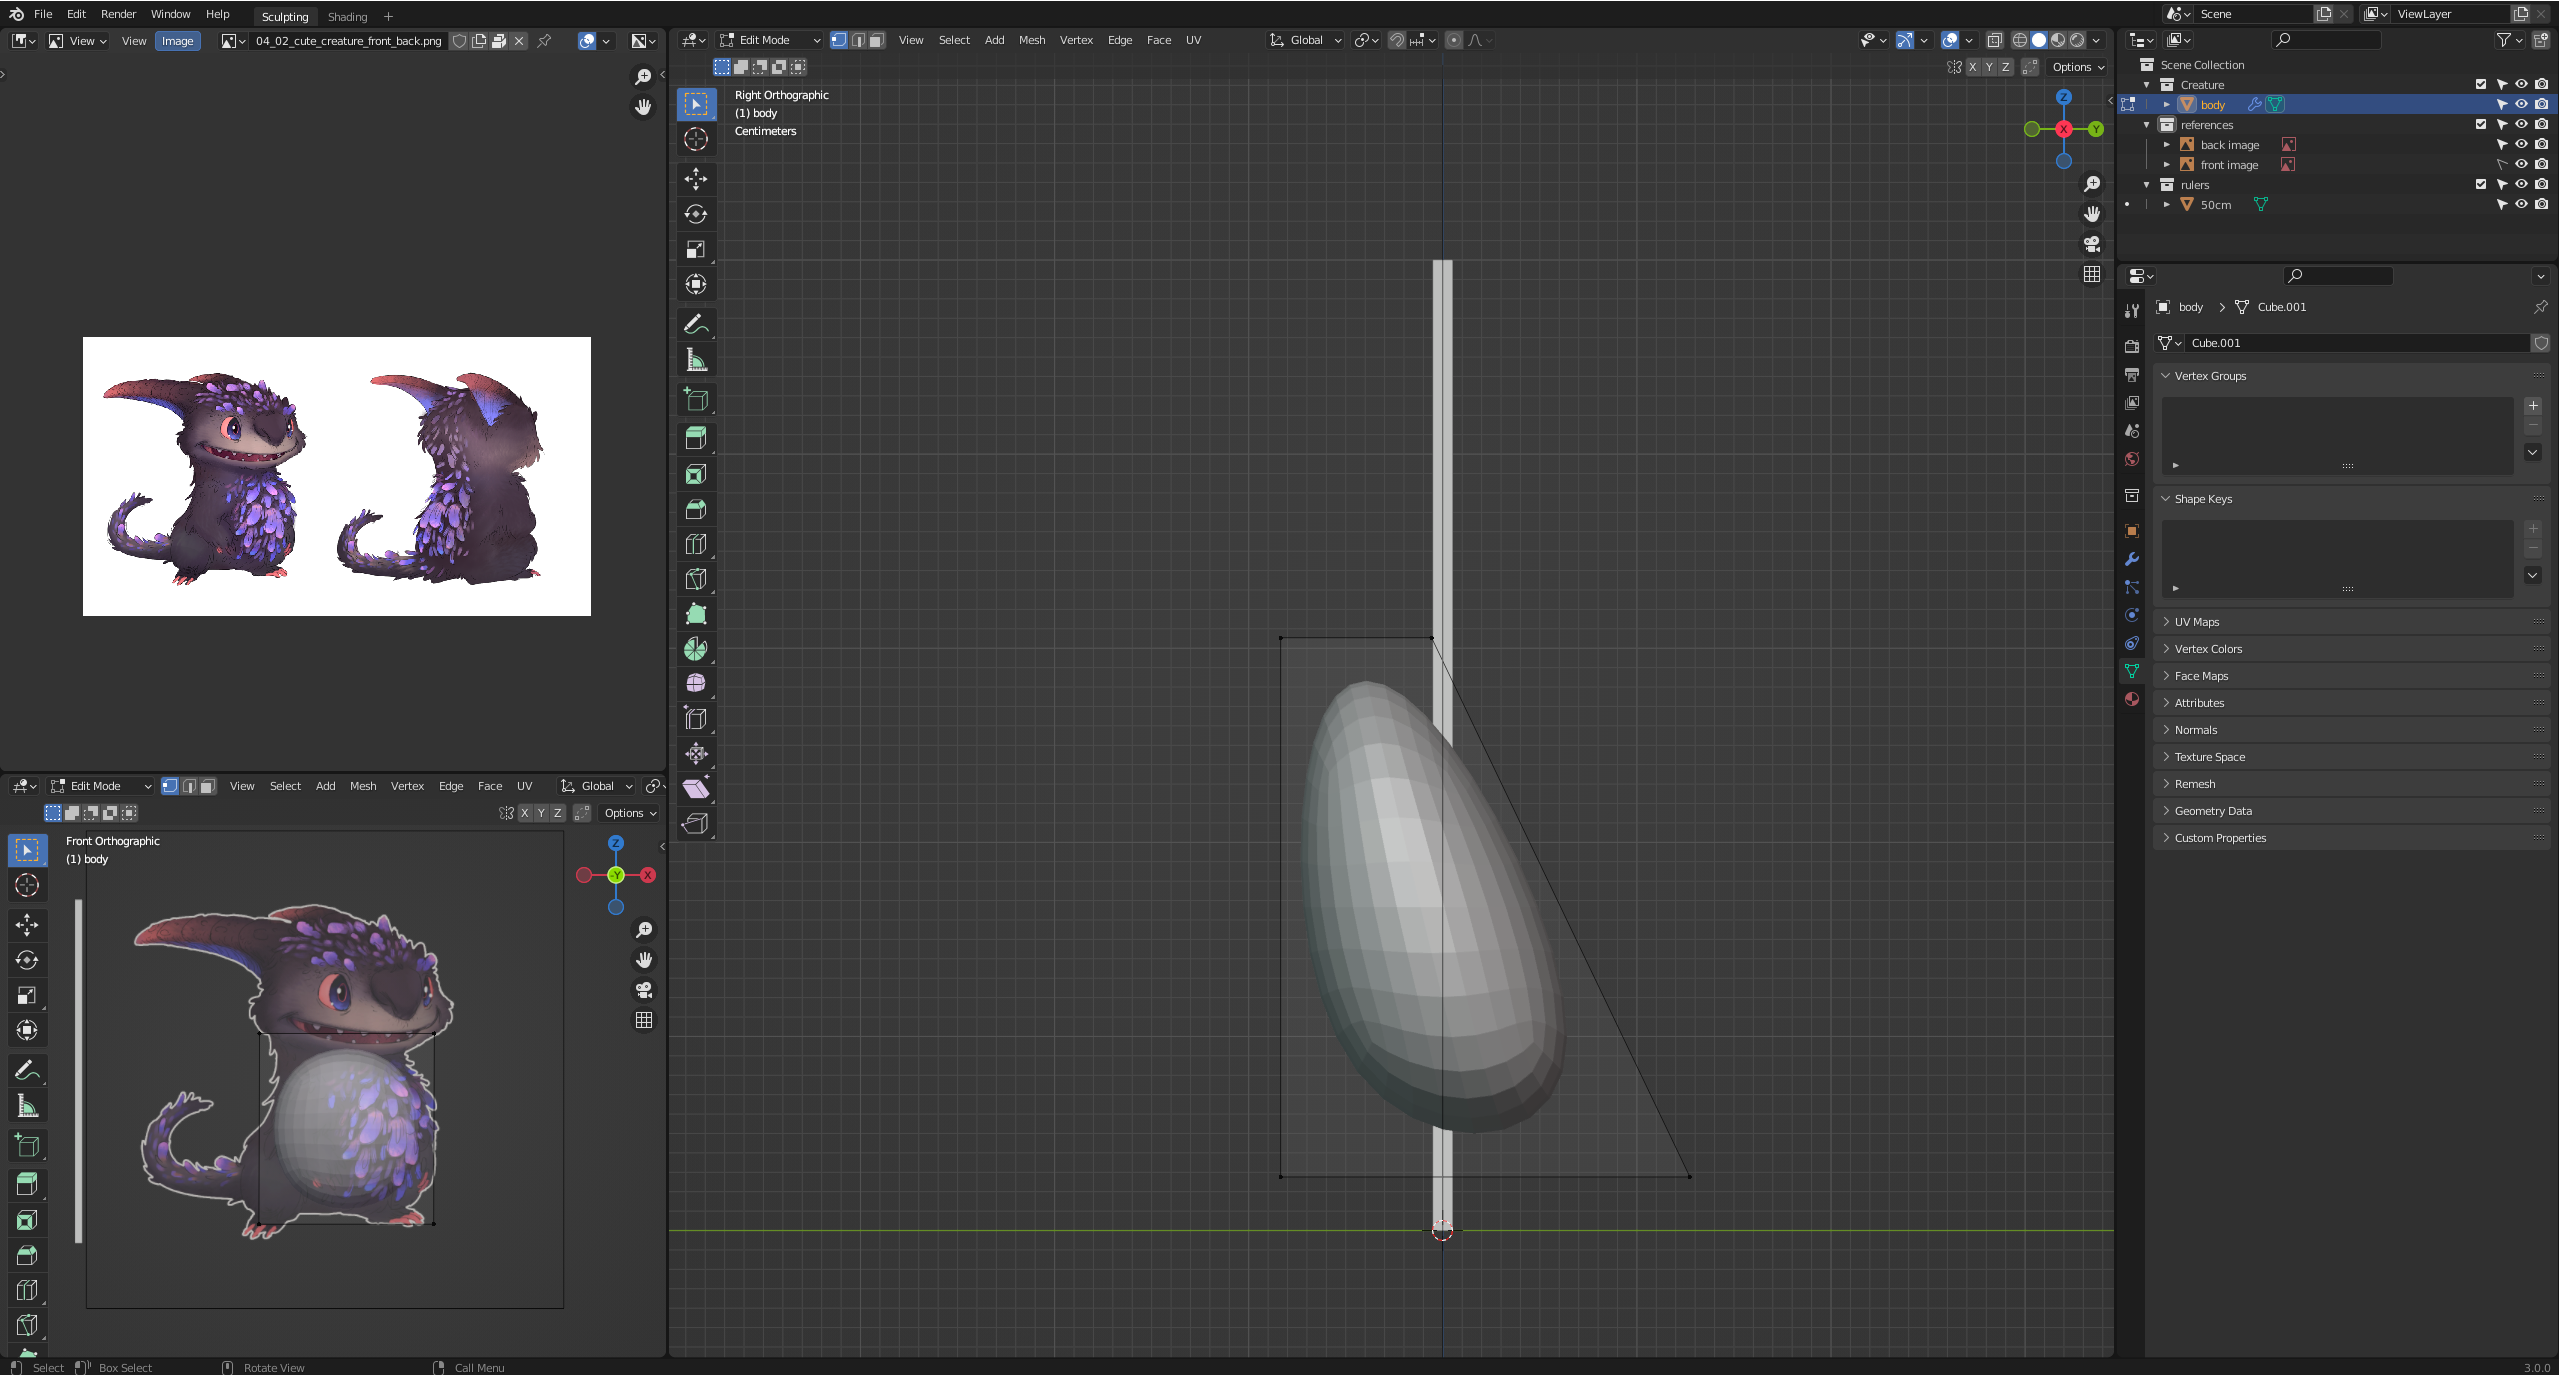 File Edit Render Window Help Sculpting Shading + Scene ViewLayer
View View Image 04_02_cute_creature_front_back.png
Edit Mode View Select Add Mesh Vertex Edge Face UV Global
X Y Z Options
Right Orthographic
(1) body
Centimeters
Z
X
Y
Scene Collection
Creature
body
references
back image
front image
rulers
50cm
body > Cube.001
Cube.001
Vertex Groups
Shape Keys
UV Maps
Vertex Colors
Face Maps
Attributes
Normals
Texture Space
Remesh
Geometry Data
Custom Properties
Edit Mode View Select Add Mesh Vertex Edge Face UV Global
X Y Z Options
Front Orthographic
(1) body
Z
-Y
X
Select Box Select Rotate View Call Menu 3.0.0